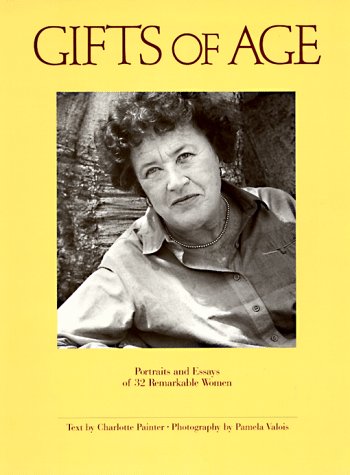 GIFTS OF AGE
Portraits and Essays
of 32 Remarkable Women
Text by Charlotte Painter · Photography by Pamela Valois